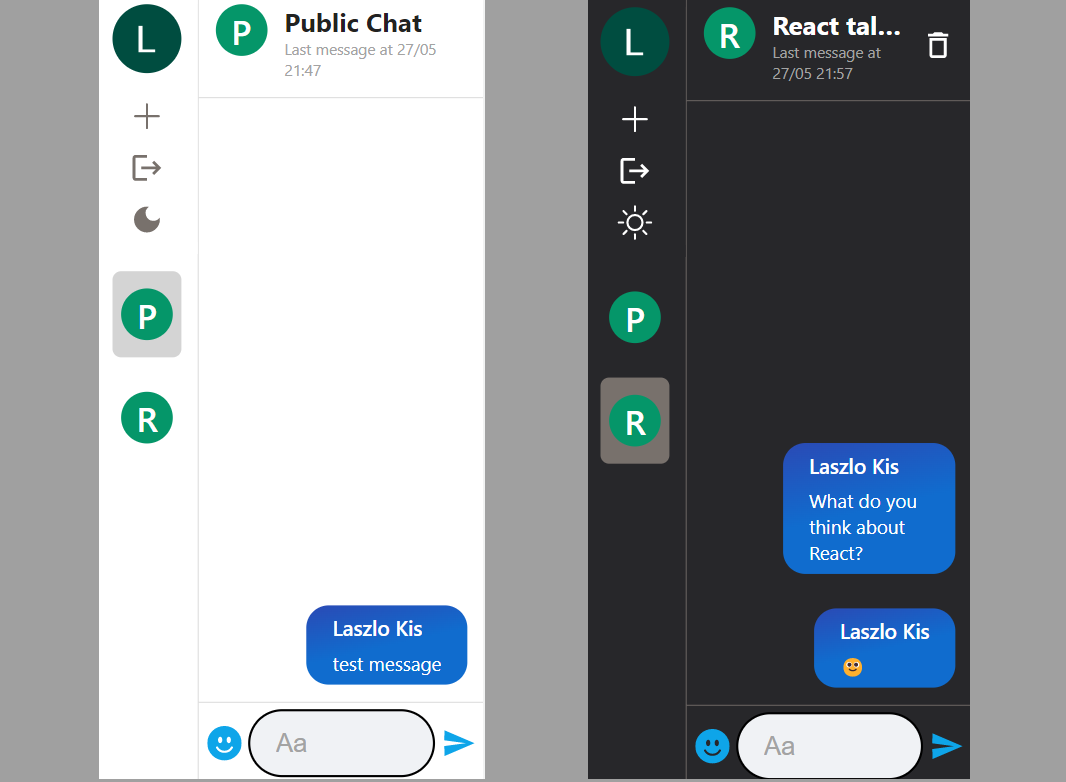 L
P
Public Chat
Last message at 27/05
21:47
P
R
Laszlo Kis
test message
Aa
L
R
React tal...
Last message at
27/05 21:57
P
R
Laszlo Kis
What do you
think about
React?
Laszlo Kis
Aa